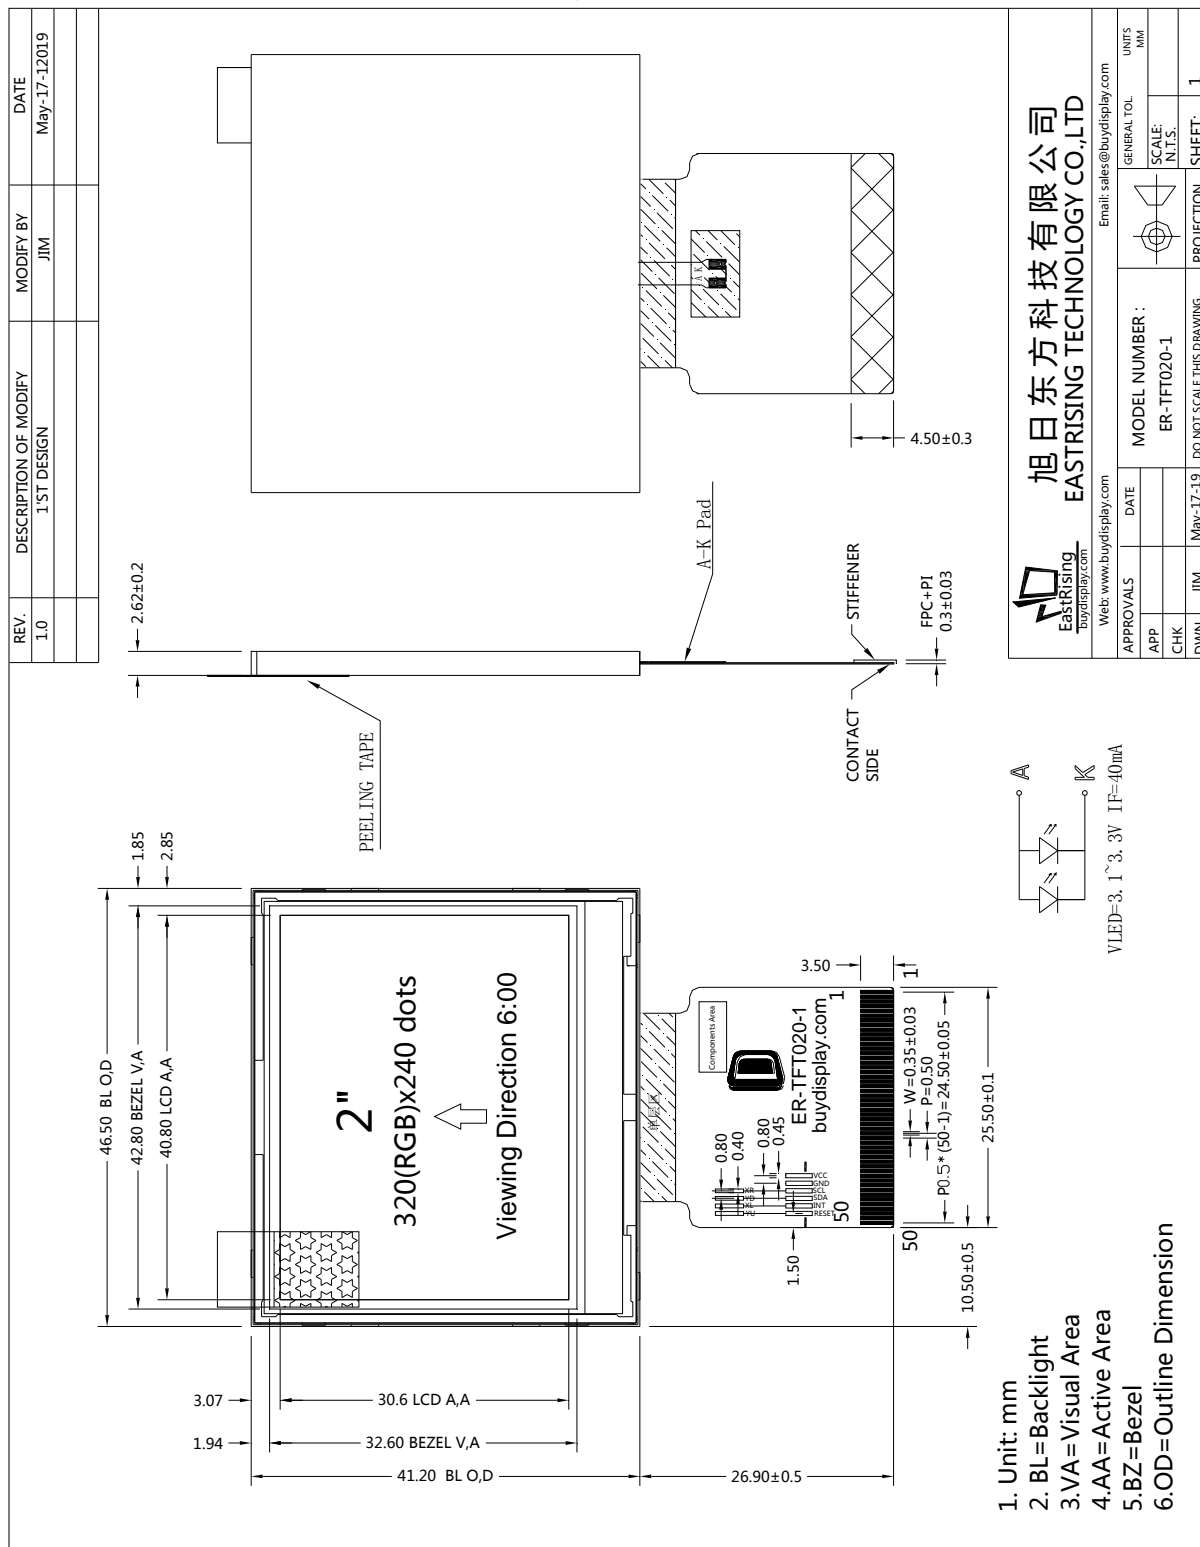 REV.
DESCRIPTION OF MODIFY
MODIFY BY
DATE
1.0
1'ST DESIGN
JIM
May-17-12019
46.50 BL O,D
42.80 BEZEL V,A
40.80 LCD A,A
1.85
2.85
2"
320(RGB)x240 dots
Viewing Direction 6:00
3.07
1.94
30.6 LCD A,A
32.60 BEZEL V,A
41.20 BL O,D
26.90±0.5
PEELING TAPE
2.62±0.2
A-K Pad
STIFFENER
CONTACT
SIDE
FPC+PI
0.3±0.03
A K
4.50±0.3
Components Area
ER-TFT020-1
buydisplay.com
0.80
0.40
0.80
0.45
XR
YD
XL
YU
VCC
GND
SCL
SDA
INT
RESET
1.50
3.50
1
50
1
50
W=0.35±0.03
P=0.50
P0.5*(50-1)=24.50±0.05
25.50±0.1
10.50±0.5
A
K
VLED=3.1~3.3V IF=40mA
1. Unit: mm
2. BL=Backlight
3.VA=Visual Area
4.AA=Active Area
5.BZ=Bezel
6.OD=Outline Dimension
EastRising
buydisplay.com
旭日东方科技有限公司
EASTRISING TECHNOLOGY CO.,LTD
Web: www.buydisplay.com
Email: sales@buydisplay.com
APPROVALS
DATE
MODEL NUMBER :
ER-TFT020-1
GENERAL TOL.
UNITS
MM
APP
CHK
SCALE:
N.T.S.
DWN
JIM
May-17-19
DO NOT SCALE THIS DRAWING
PROJECTION
SHEET:
1